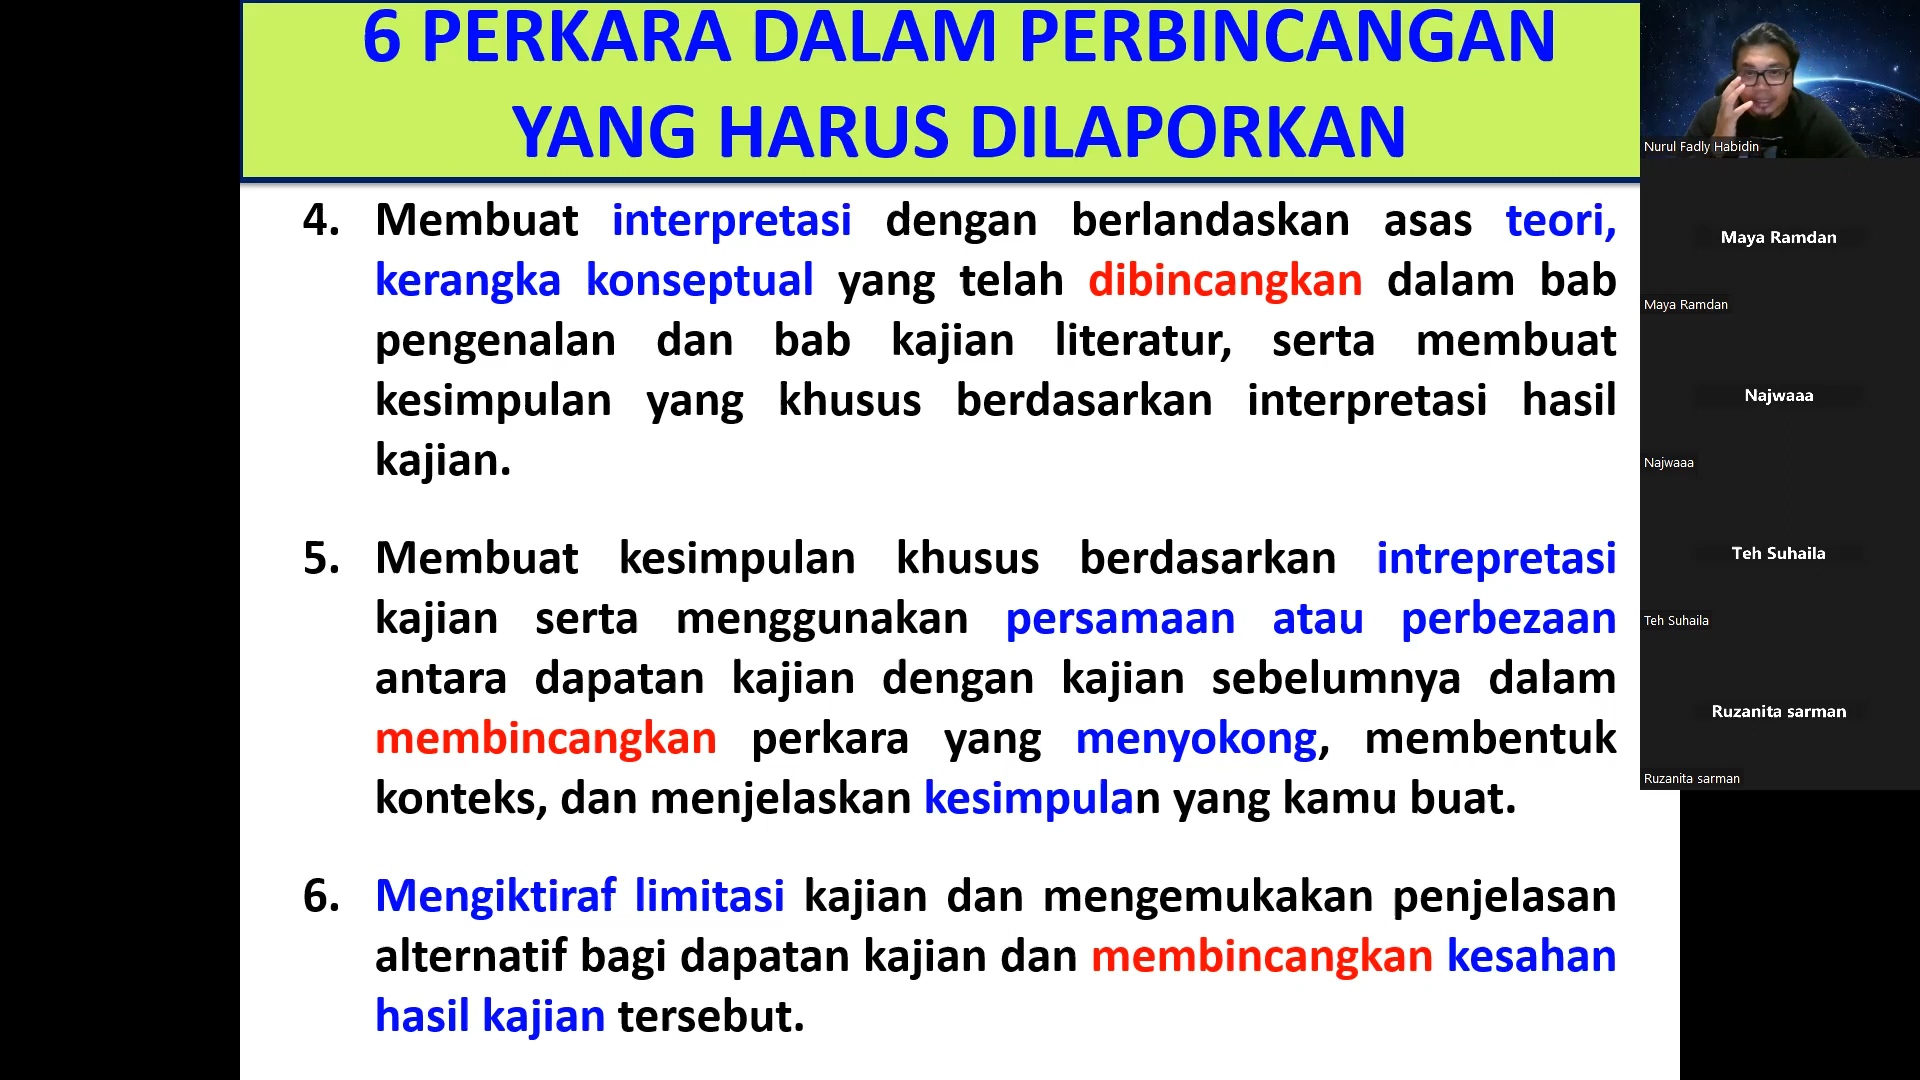 6 PERKARA DALAM PERBINCANGAN
YANG HARUS DILAPORKAN
4. Membuat interpretasi dengan berlandaskan asas teori,
kerangka konseptual yang telah dibincangkan dalam bab
pengenalan dan bab kajian literatur, serta membuat
kesimpulan yang khusus berdasarkan interpretasi hasil
kajian.
5. Membuat kesimpulan khusus berdasarkan intrepretasi
kajian serta menggunakan persamaan atau perbezaan
antara dapatan kajian dengan kajian sebelumnya dalam
membincangkan perkara yang menyokong, membentuk
konteks, dan menjelaskan kesimpulan yang kamu buat.
6. Mengiktiraf limitasi kajian dan mengemukakan penjelasan
alternatif bagi dapatan kajian dan membincangkan kesahan
hasil kajian tersebut.
Nurul Fadly Habidin
Maya Ramdan
Maya Ramdan
Najwaaa
Najwaaa
Teh Suhaila
Teh Suhaila
Ruzanita sarman
Ruzanita sarman